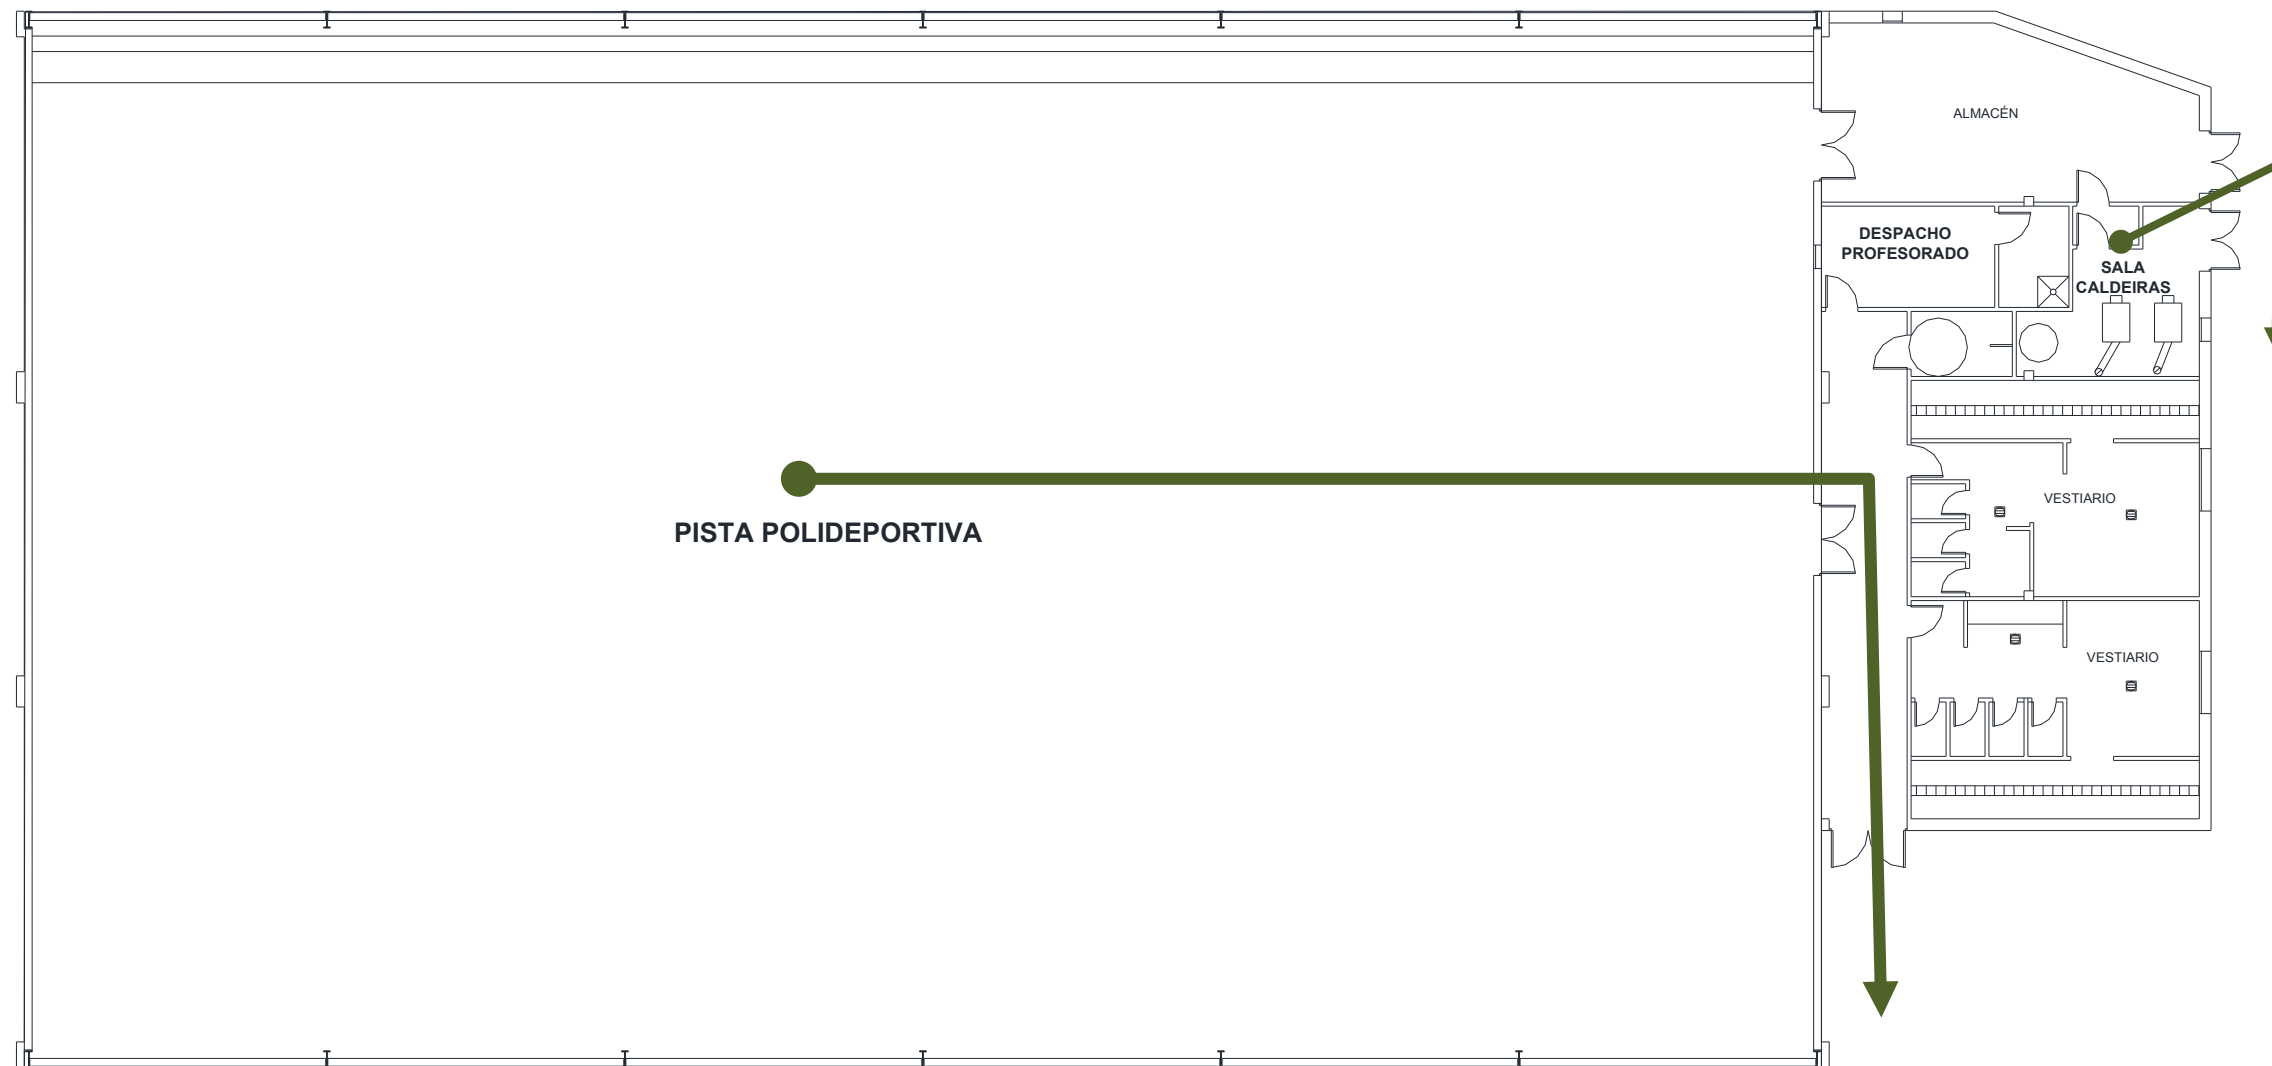 ALMACÉN
DESPACHO
PROFESORADO
SALA
CALDEIRAS
VESTIARIO
PISTA POLIDEPORTIVA
VESTIARIO